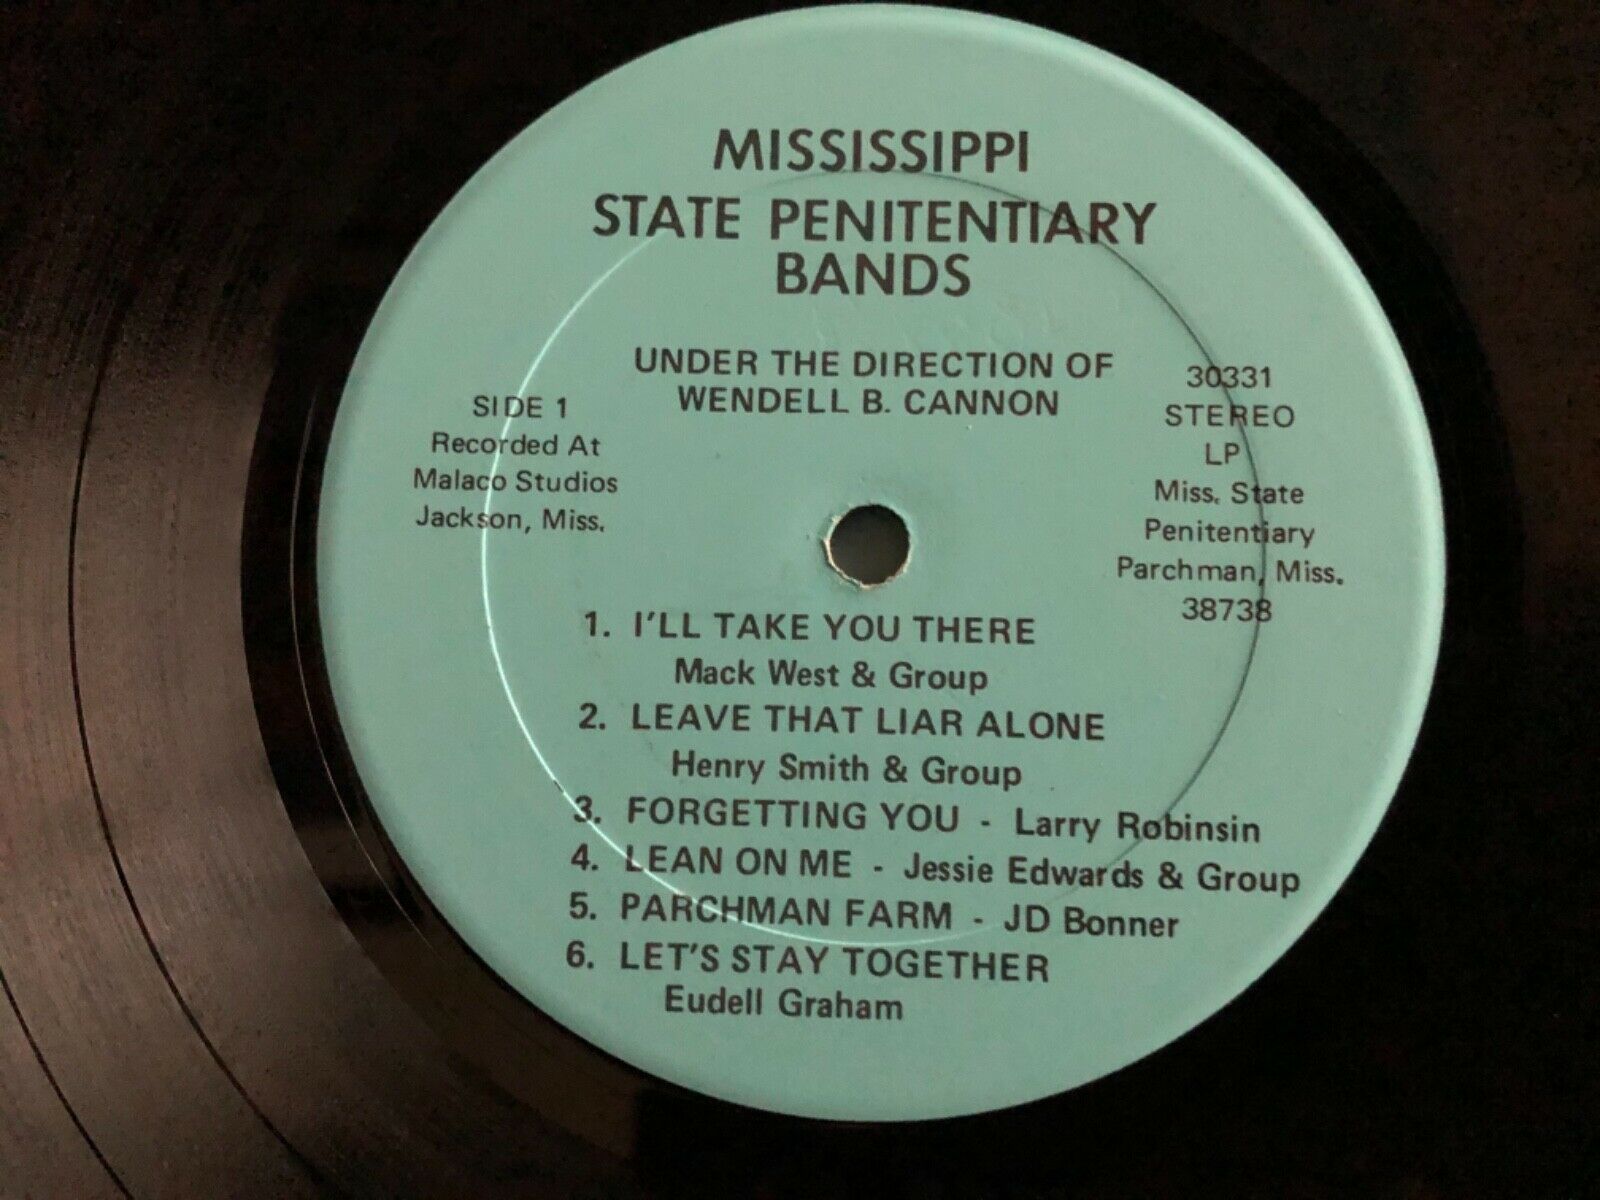 MISSISSIPPI
STATE PENITENTIARY
BANDS
UNDER THE DIRECTION OF
WENDELL B. CANNON
SIDE 1
Recorded At
Malaco Studios
Jackson, Miss.
30331
STEREO
LP
Miss. State
Penitentiary
Parchman, Miss.
38738
1. I'LL TAKE YOU THERE
Mack West & Group
2. LEAVE THAT LIAR ALONE
Henry Smith & Group
3. FORGETTING YOU - Larry Robinsin
4. LEAN ON ME - Jessie Edwards & Group
5. PARCHMAN FARM - JD Bonner
6. LET'S STAY TOGETHER
Eudell Graham